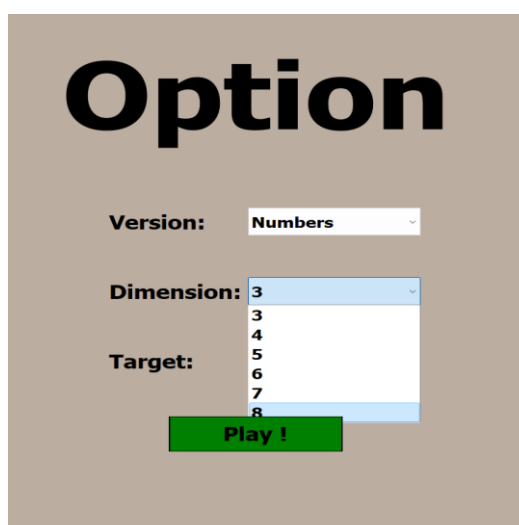 Option
Version: Numbers
Dimension: 3
3
4
Target: 5
6
7
8
Play !